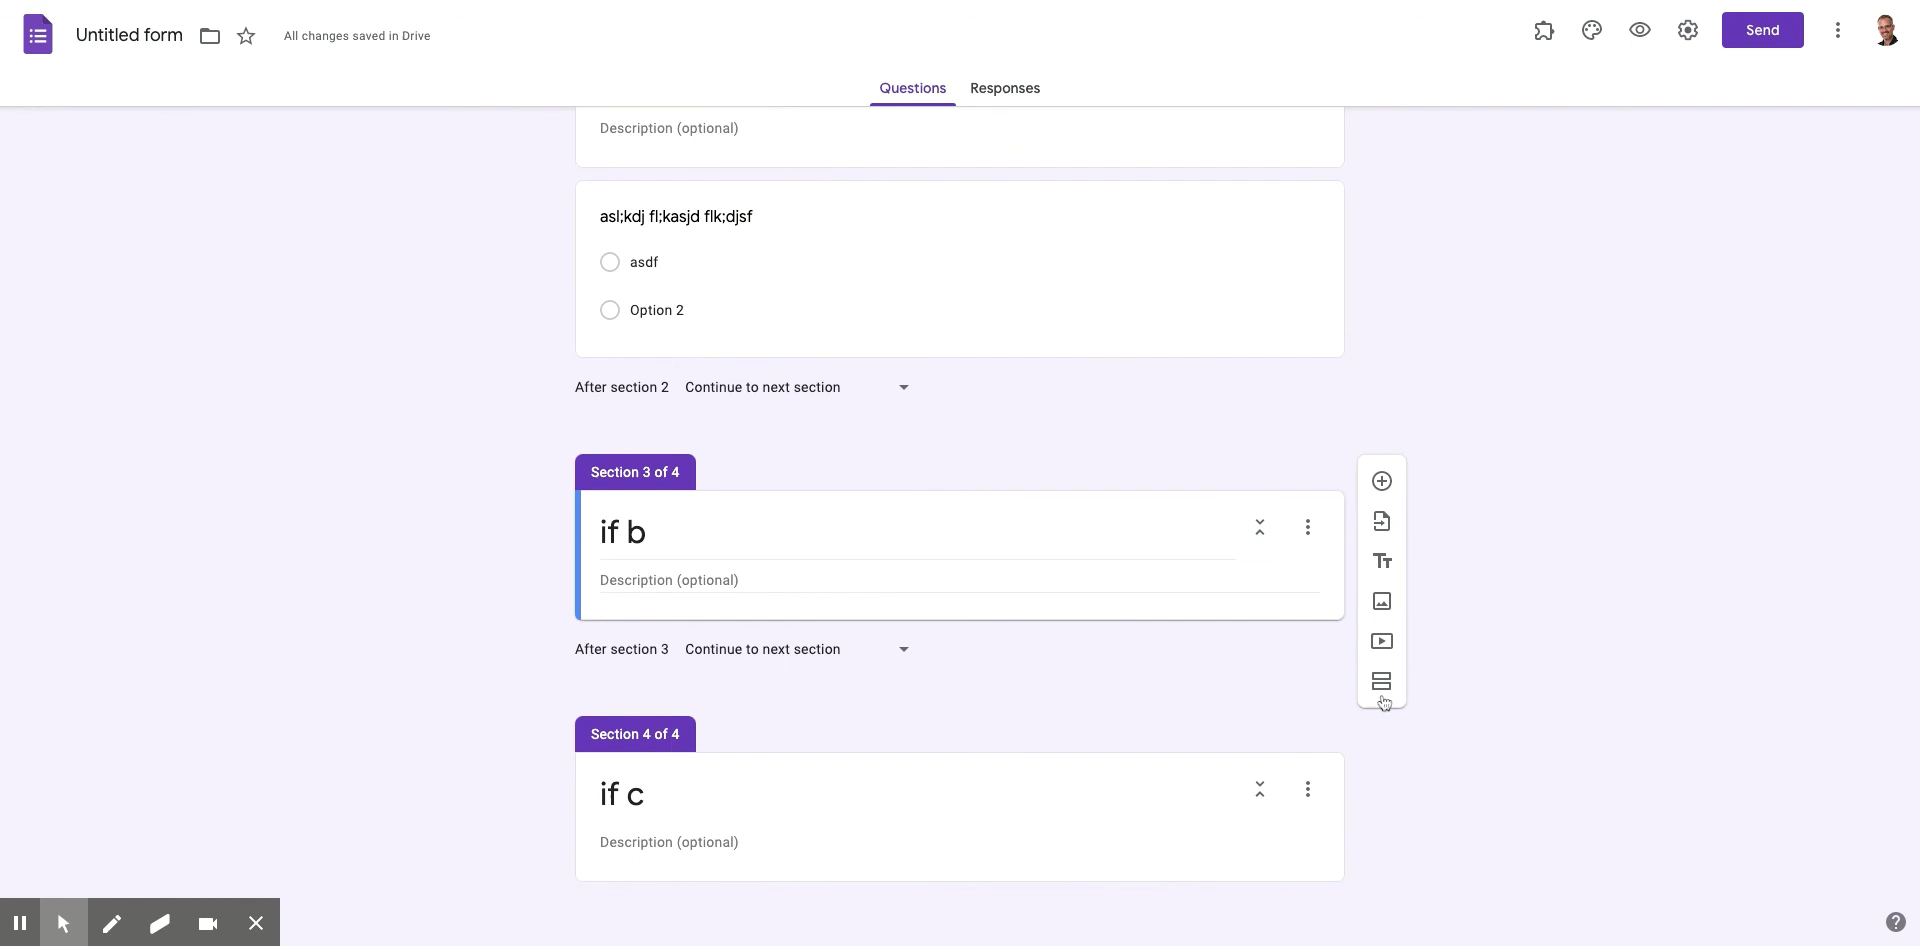 Untitled form
All changes saved in Drive
Send
Questions Responses
Description (optional)
asl;kdj fl;kasjd flk;djsf
asdf
Option 2
After section 2 Continue to next section
Section 3 of 4
if b
Description (optional)
After section 3 Continue to next section
Section 4 of 4
if c
Description (optional)